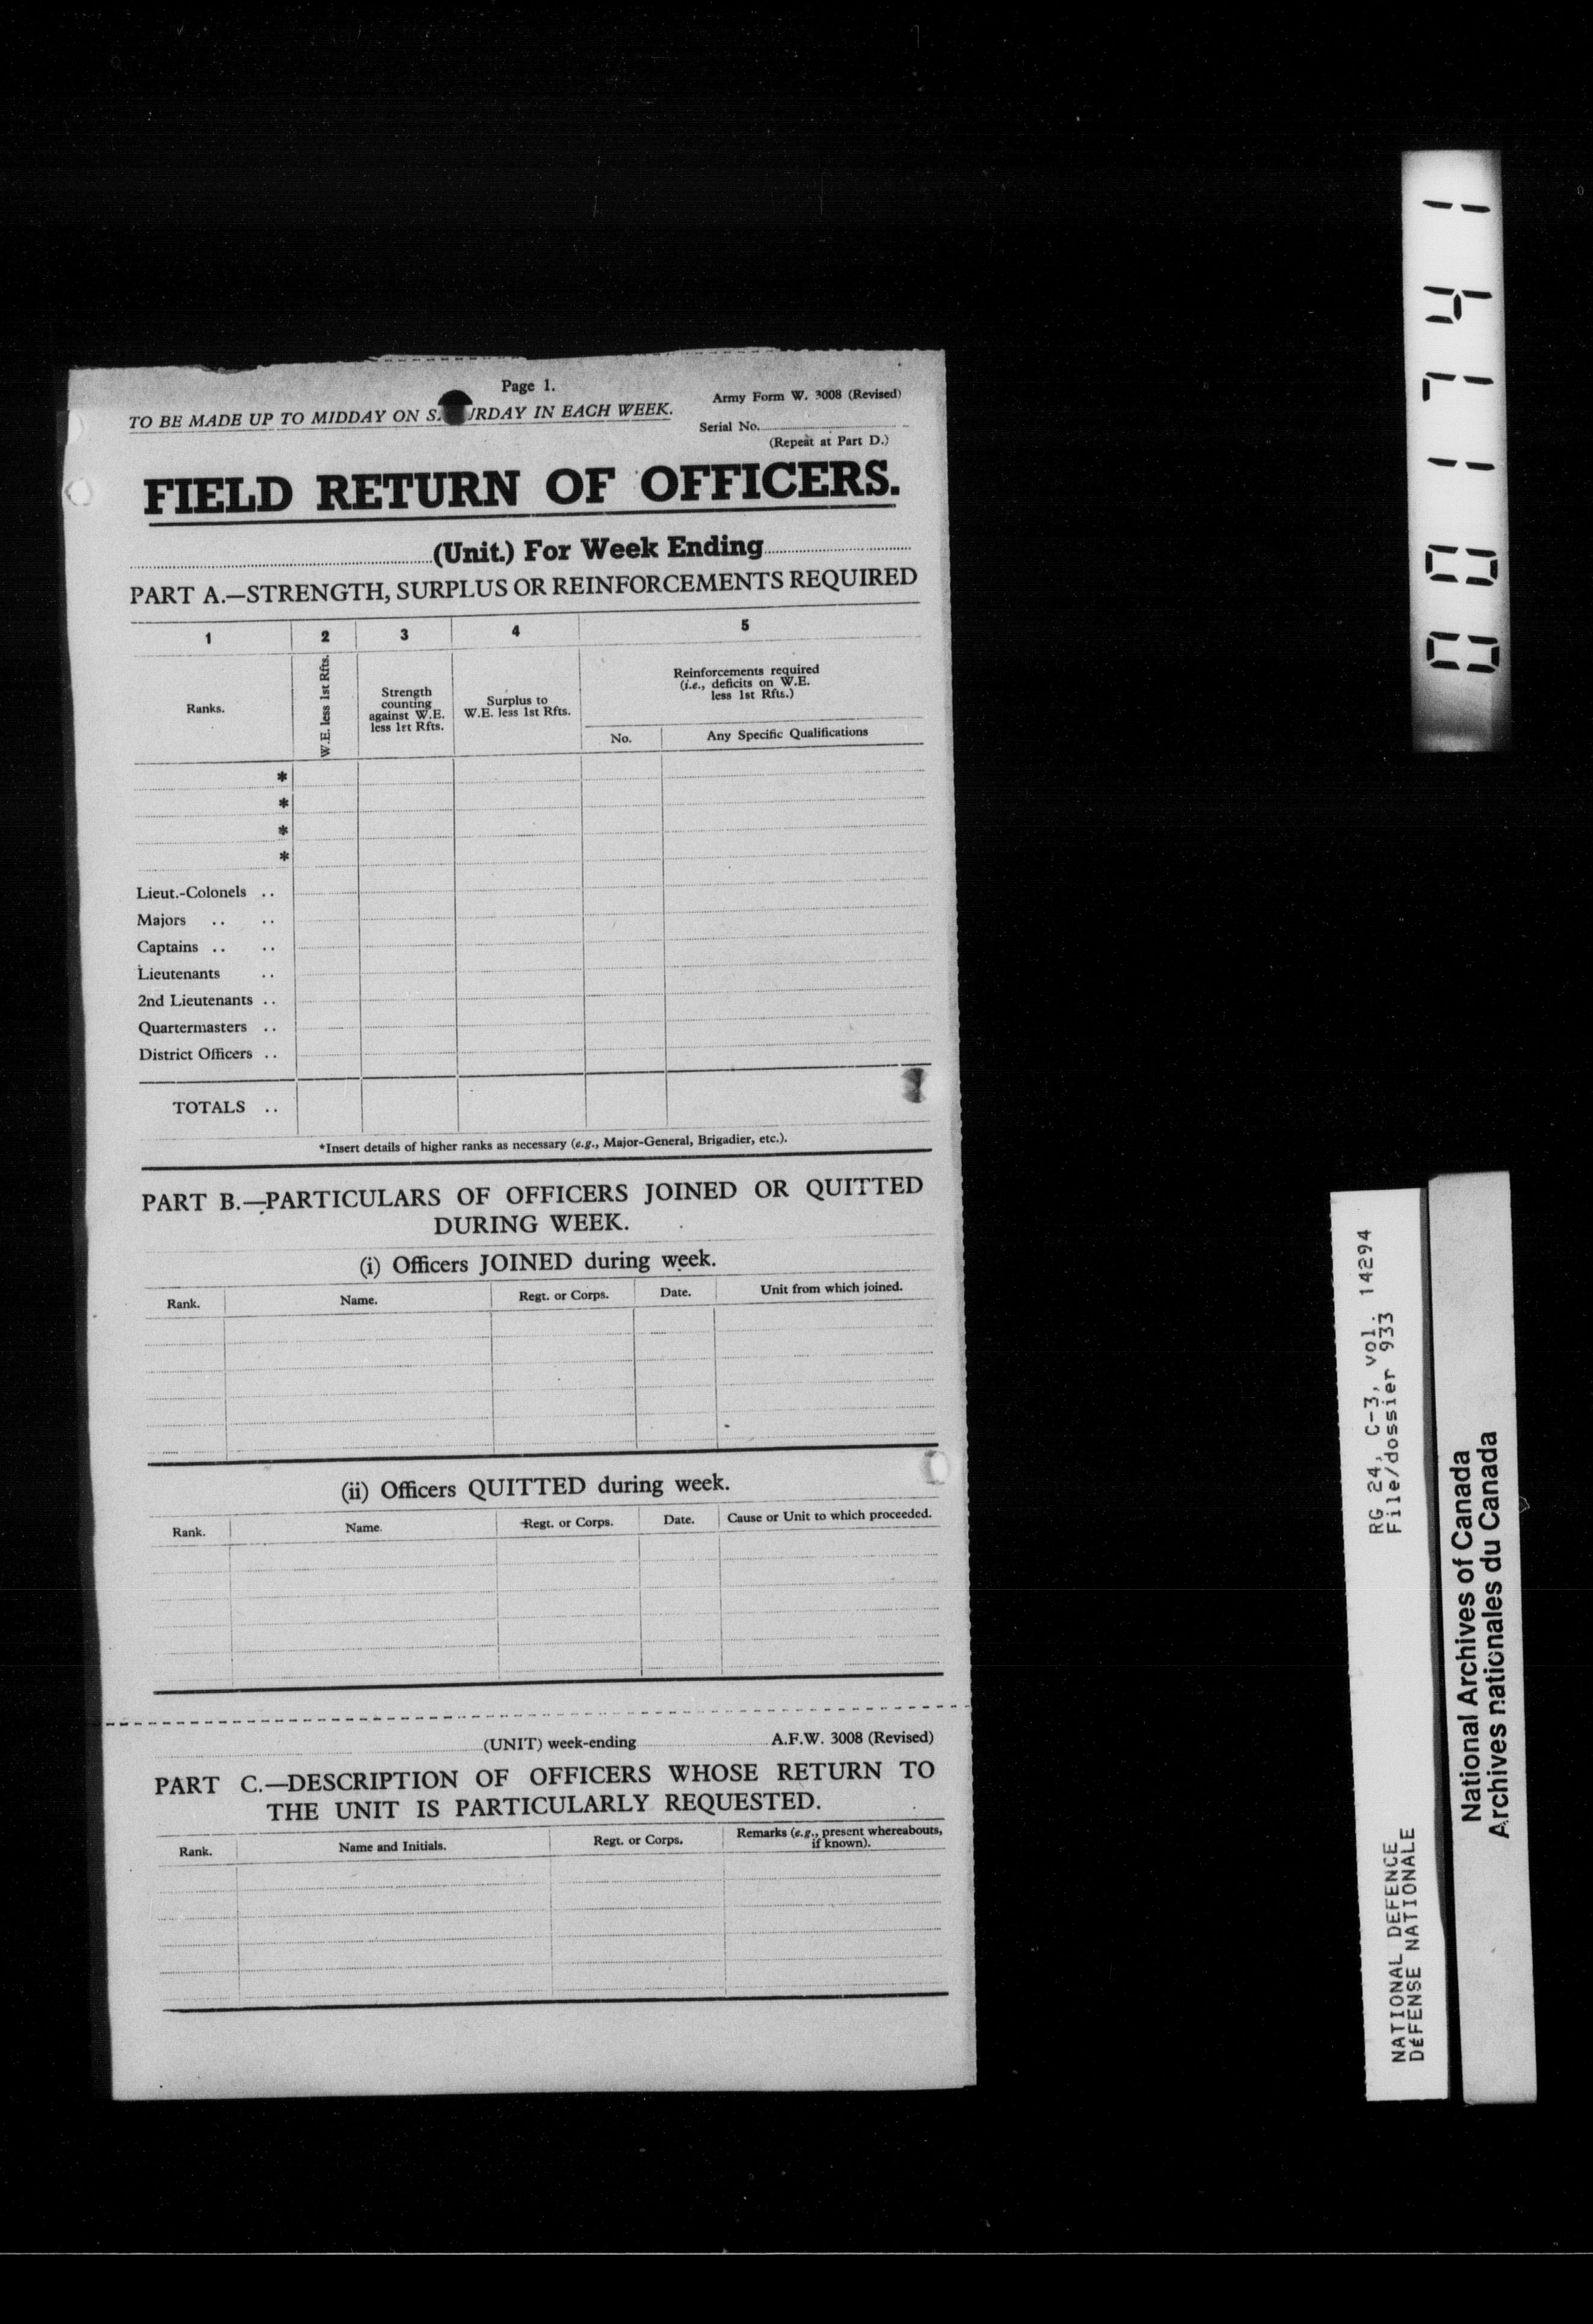 Page 1.
TO BE MADE UP TO MIDDAY ON S. URDAY IN EACH WEEK.
Army Form W. 3008 (Revised)
Serial No.
(Repeat at Part D.)
FIELD RETURN OF OFFICERS.
(Unit.) For Week Ending
PART A.—STRENGTH, SURPLUS OR REINFORCEMENTS REQUIRED
1 2 3 4 5
Ranks.
W.E. less 1st Rfts.
Strength
counting
against W.E.
less 1st Rfts.
Surplus to
W.E. less 1st Rfts.
Reinforcements required
(i.e., deficits on W.E.
less 1st Rfts.)
No.
Any Specific Qualifications
*
*
*
*
Lieut.-Colonels ..
Majors .. ..
Captains .. ..
Lieutenants ..
2nd Lieutenants ..
Quartermasters ..
District Officers ..
TOTALS ..
*Insert details of higher ranks as necessary (e.g., Major-General, Brigadier, etc.).
PART B.—PARTICULARS OF OFFICERS JOINED OR QUITTED
DURING WEEK.
(i) Officers JOINED during week.
Rank. Name. Regt. or Corps. Date. Unit from which joined.
(ii) Officers QUITTED during week.
Rank. Name. Regt. or Corps. Date. Cause or Unit to which proceeded.
(UNIT) week-ending A.F.W. 3008 (Revised)
PART C.—DESCRIPTION OF OFFICERS WHOSE RETURN TO
THE UNIT IS PARTICULARLY REQUESTED.
Rank. Name and Initials. Regt. or Corps. Remarks (e.g., present whereabouts,
if known).
001741
NATIONAL DEFENCE RG 24, C-3, vol. 14294
DÉFENSE NATIONALE File/dossier 933
National Archives of Canada
Archives nationales du Canada